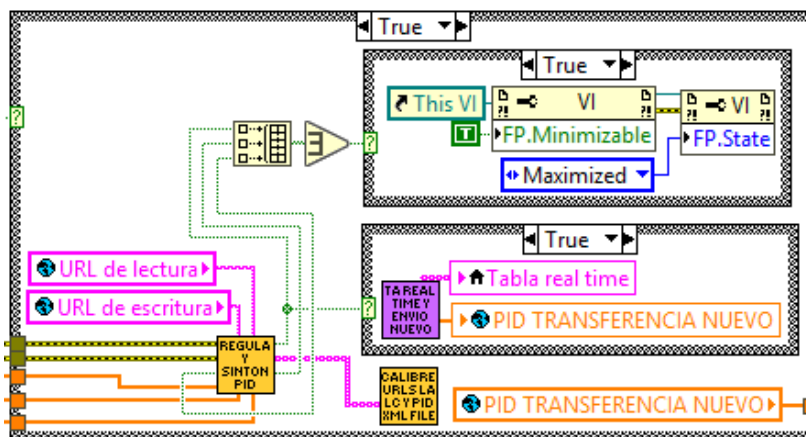 True
True
This VI
VI
VI
T
FP.Minimizable
FP.State
Maximized
True
URL de lectura
URL de escritura
Tabla real time
TA REAL
TIME Y
ENVIO
NUEVO
PID TRANSFERENCIA NUEVO
REGULA
Y
SINTON
PID
CALIBRE
URLS LA
LC Y PID
XML FILE
PID TRANSFERENCIA NUEVO